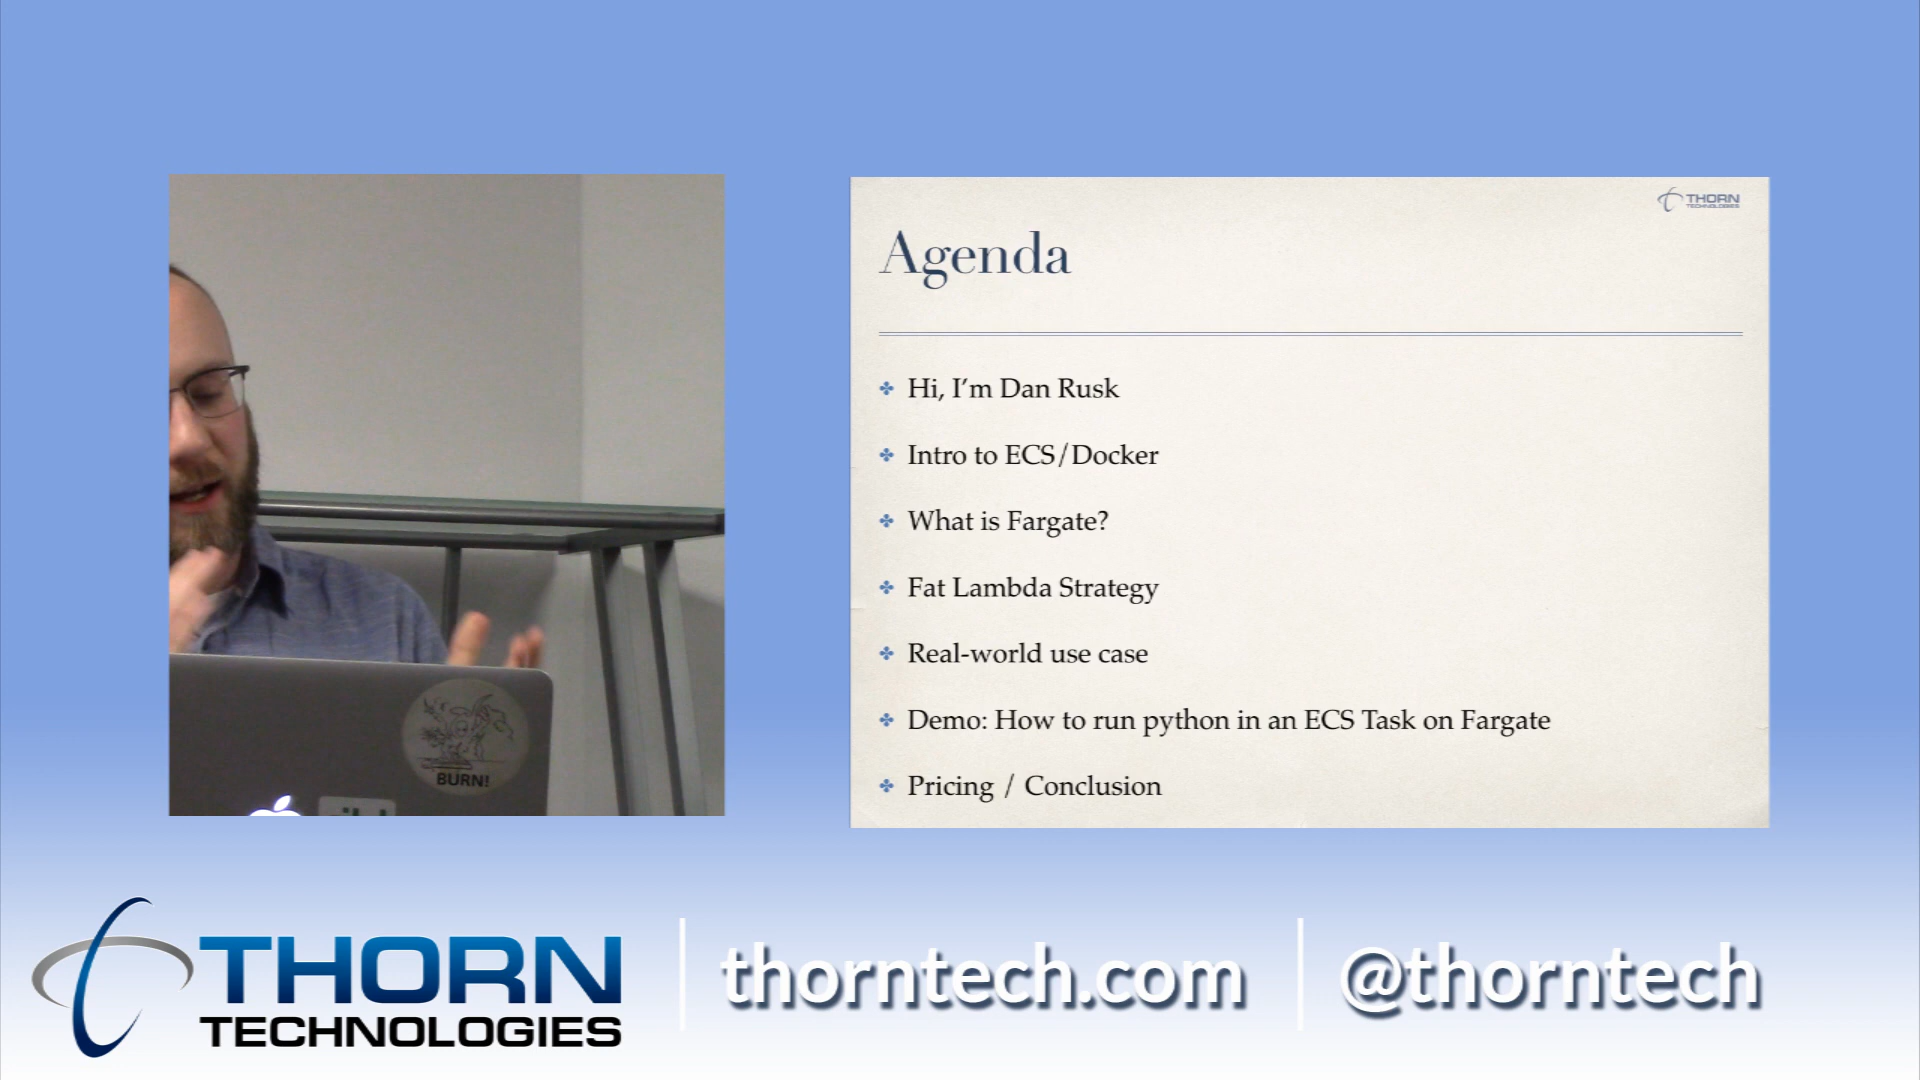 THORN
TECHNOLOGIES
Agenda
Hi, I’m Dan Rusk
Intro to ECS/Docker
What is Fargate?
Fat Lambda Strategy
Real-world use case
Demo: How to run python in an ECS Task on Fargate
Pricing / Conclusion
BURN!
THORN
TECHNOLOGIES
thorntech.com
@thorntech